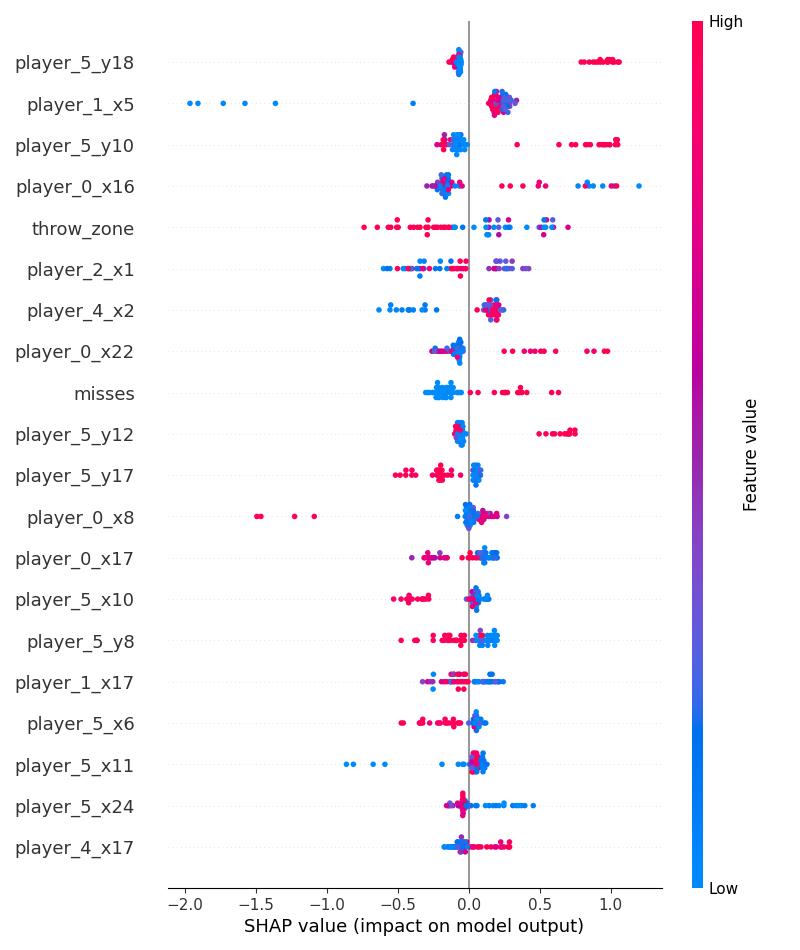 High
player_5_y18
player_1_x5
player_5_y10
player_0_x16
throw_zone
player_2_x1
player_4_x2
player_0_x22
misses
player_5_y12
player_5_y17
player_0_x8
player_0_x17
player_5_x10
player_5_y8
player_1_x17
player_5_x6
player_5_x11
player_5_x24
player_4_x17
Feature value
Low
−2.0 −1.5 −1.0 −0.5 0.0 0.5 1.0
SHAP value (impact on model output)